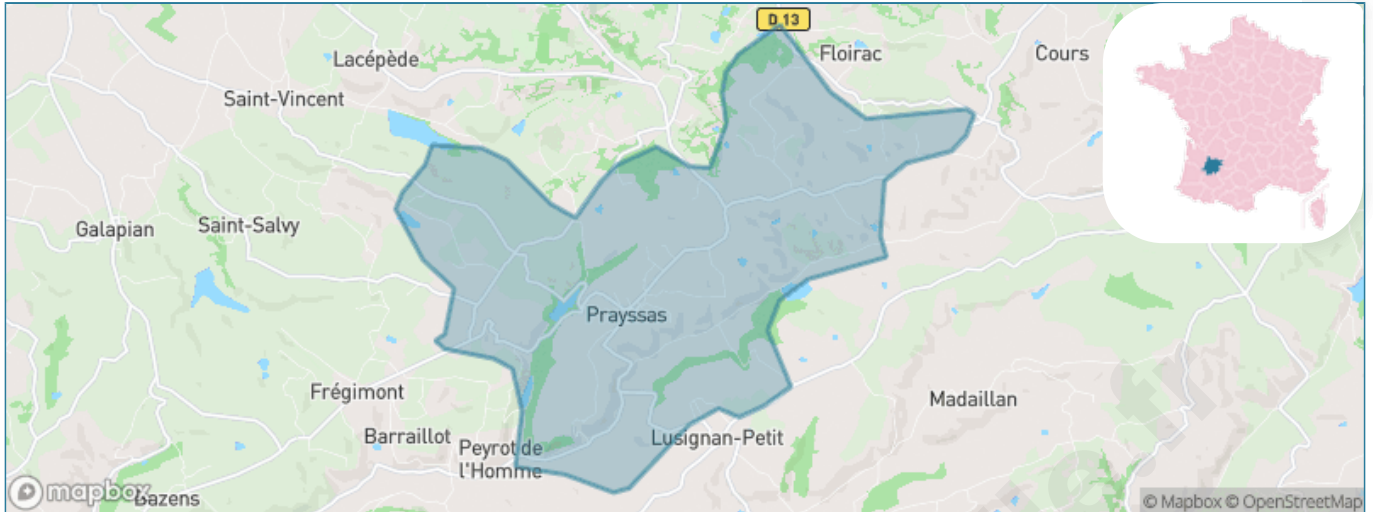 D 13
Floirac
Cours
Lacépède
Saint-Vincent
Galapian
Saint-Salvy
Prayssas
Frégimont
Madaillan
Barraillot
Lusignan-Petit
Peyrot de
l'Homme
mapbox
Bazens
© Mapbox © OpenStreetMap